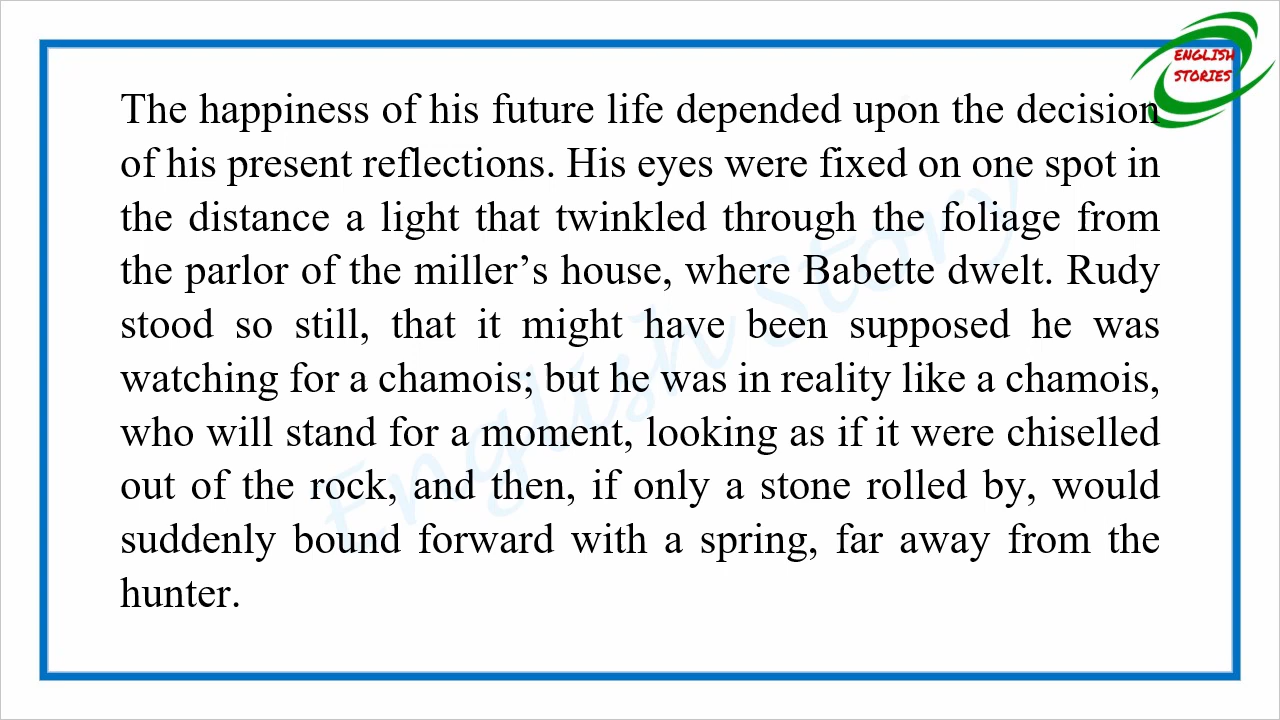 ENGLISH
STORIES
The happiness of his future life depended upon the decision
of his present reflections. His eyes were fixed on one spot in
the distance a light that twinkled through the foliage from
the parlor of the miller’s house, where Babette dwelt. Rudy
stood so still, that it might have been supposed he was
watching for a chamois; but he was in reality like a chamois,
who will stand for a moment, looking as if it were chiselled
out of the rock, and then, if only a stone rolled by, would
suddenly bound forward with a spring, far away from the
hunter.
English Story